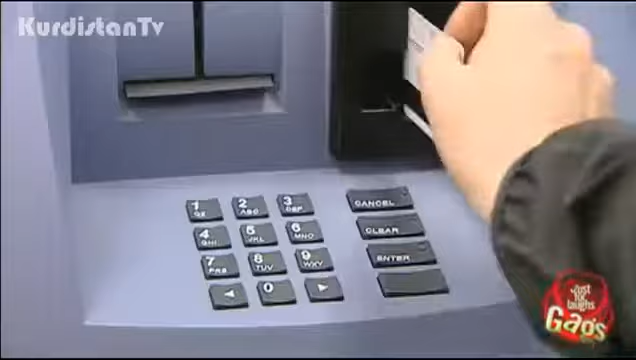 KurdistanTv
1
QZ
2
ABC
3
DEF
CANCEL
4
GHI
5
JKL
6
MNO
CLEAR
7
PRS
8
TUV
9
WXY
ENTER
0
Just
for
laughs
Gags